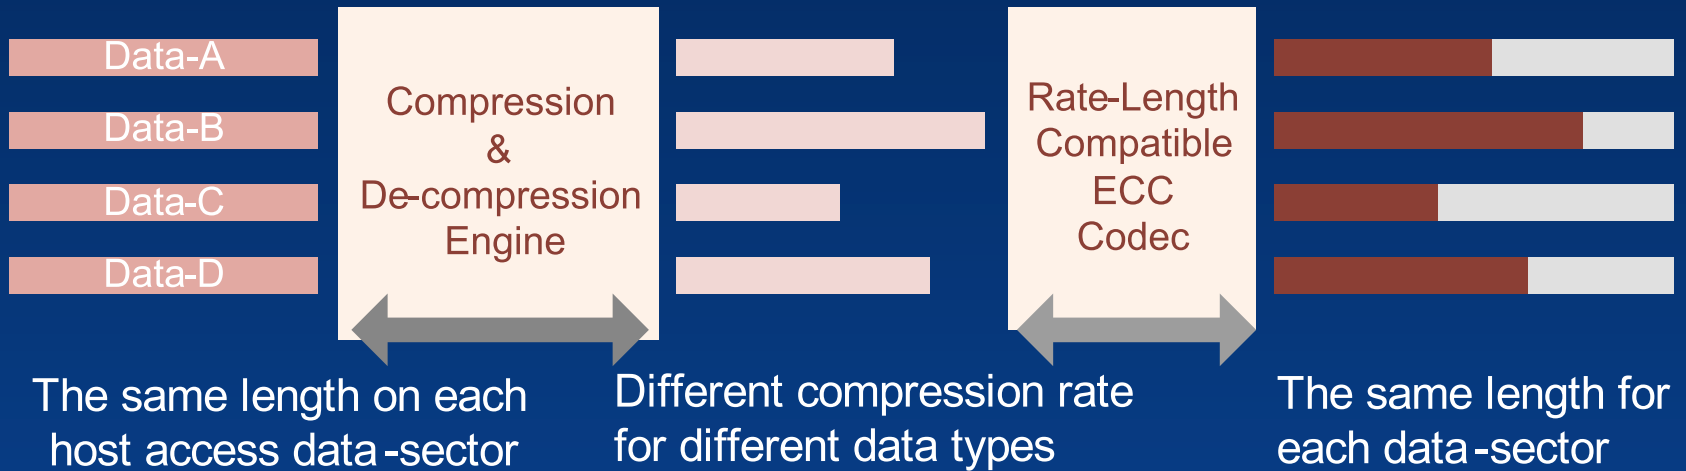 Data-A
Data-B
Data-C
Data-D
Compression
&
De-compression
Engine
Rate-Length
Compatible
ECC
Codec
The same length on each
host access data-sector
Different compression rate
for different data types
The same length for
each data-sector